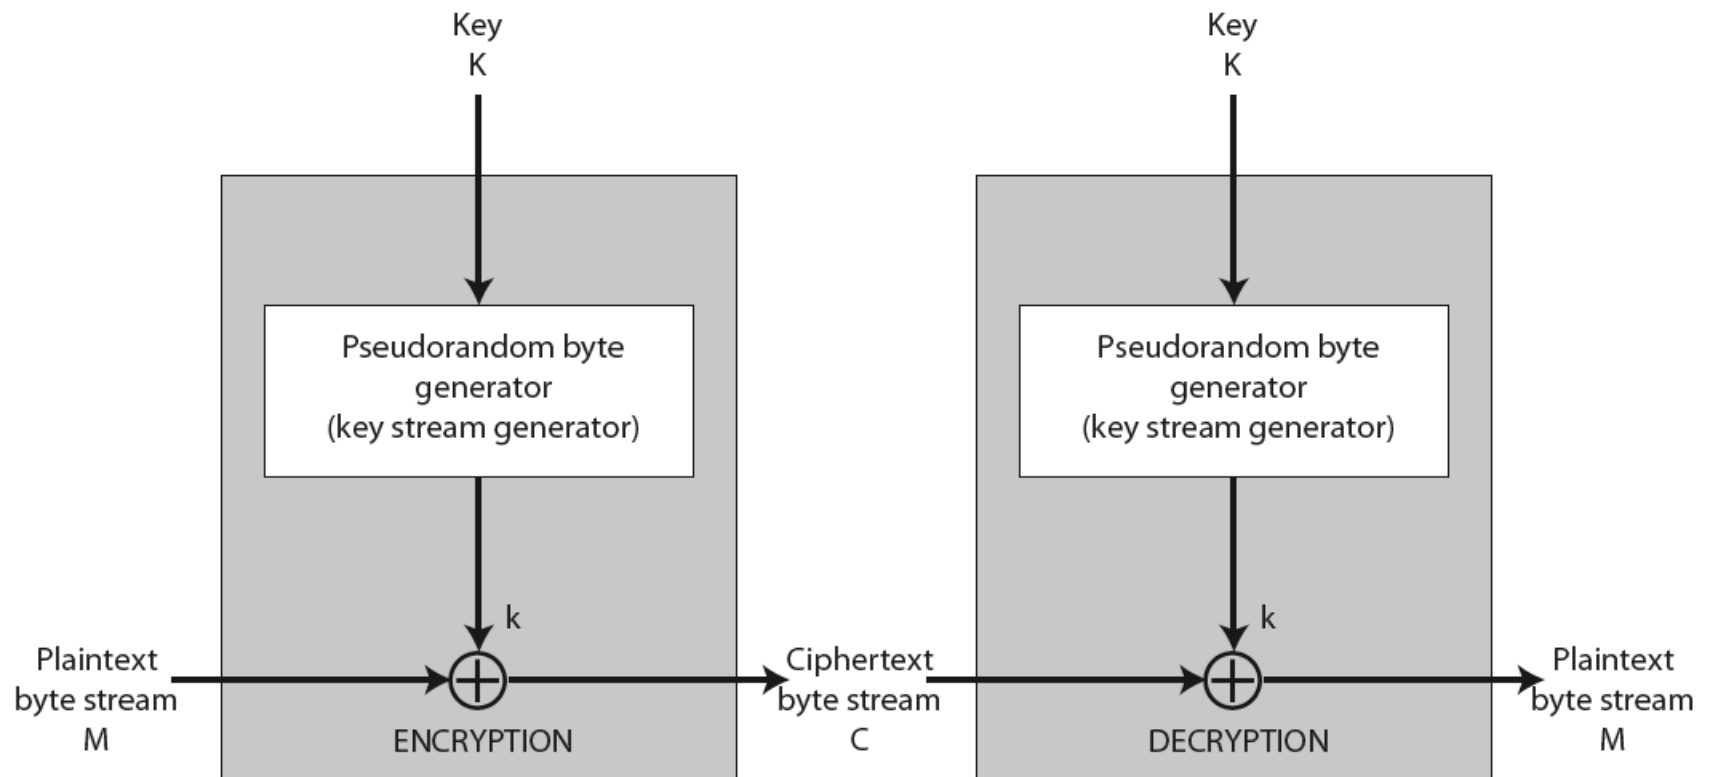 Key
K
Key
K
Pseudorandom byte
generator
(key stream generator)
Pseudorandom byte
generator
(key stream generator)
k
k
Plaintext
byte stream
M
ENCRYPTION
Ciphertext
byte stream
C
DECRYPTION
Plaintext
byte stream
M